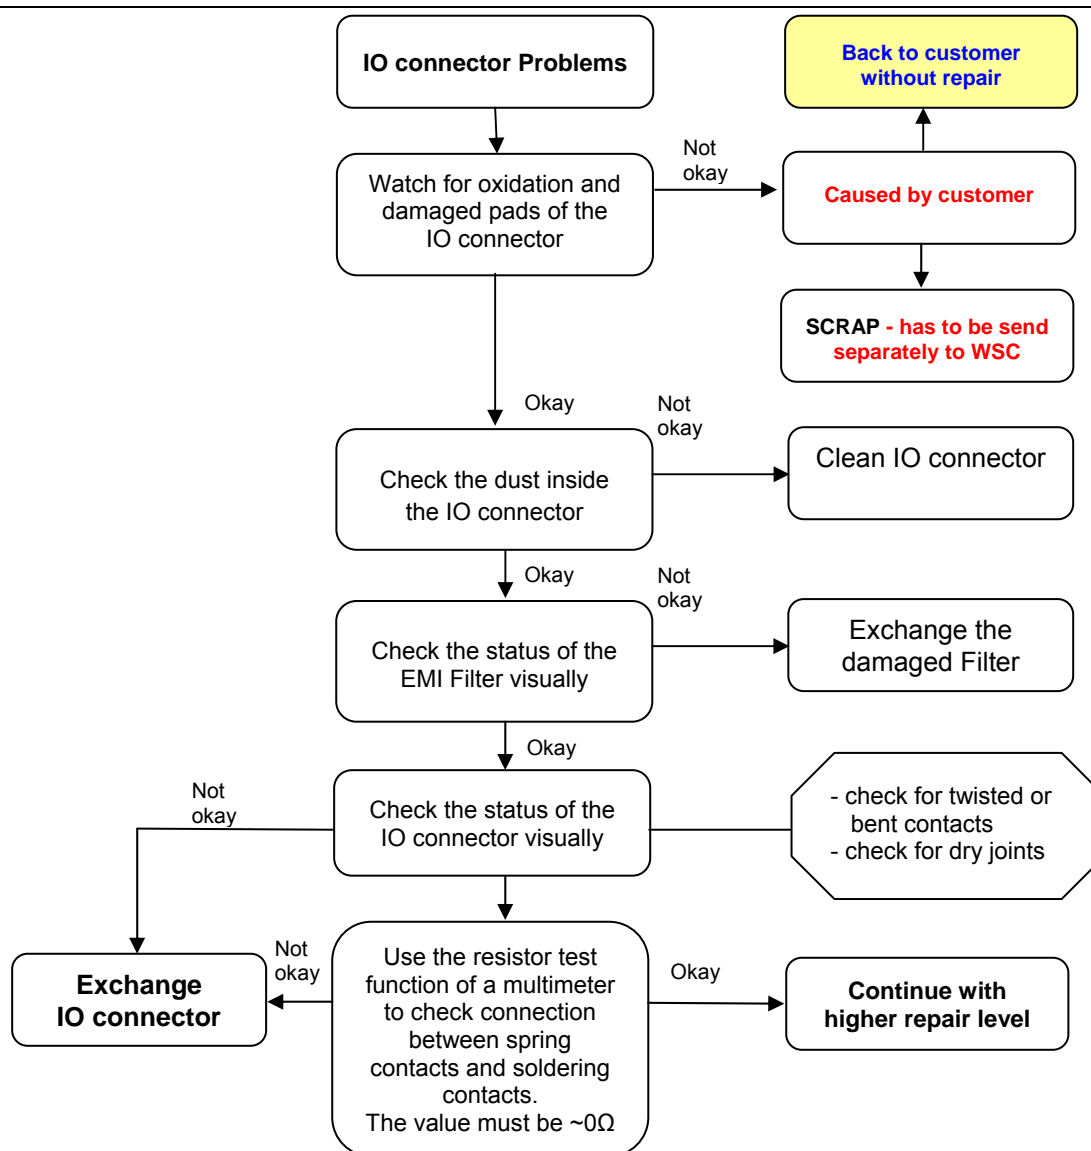 IO connector Problems
Back to customer
without repair
Not
okay
Watch for oxidation and
damaged pads of the
IO connector
Caused by customer
SCRAP - has to be send
separately to WSC
Okay
Not
okay
Check the dust inside
the IO connector
Clean IO connector
Okay
Not
okay
Check the status of the
EMI Filter visually
Exchange the
damaged Filter
Okay
Not
okay
Check the status of the
IO connector visually
- check for twisted or
bent contacts
- check for dry joints
Exchange
IO connector
Not
okay
Use the resistor test
function of a multimeter
to check connection
between spring
contacts and soldering
contacts.
The value must be ~0Ω
Okay
Continue with
higher repair level